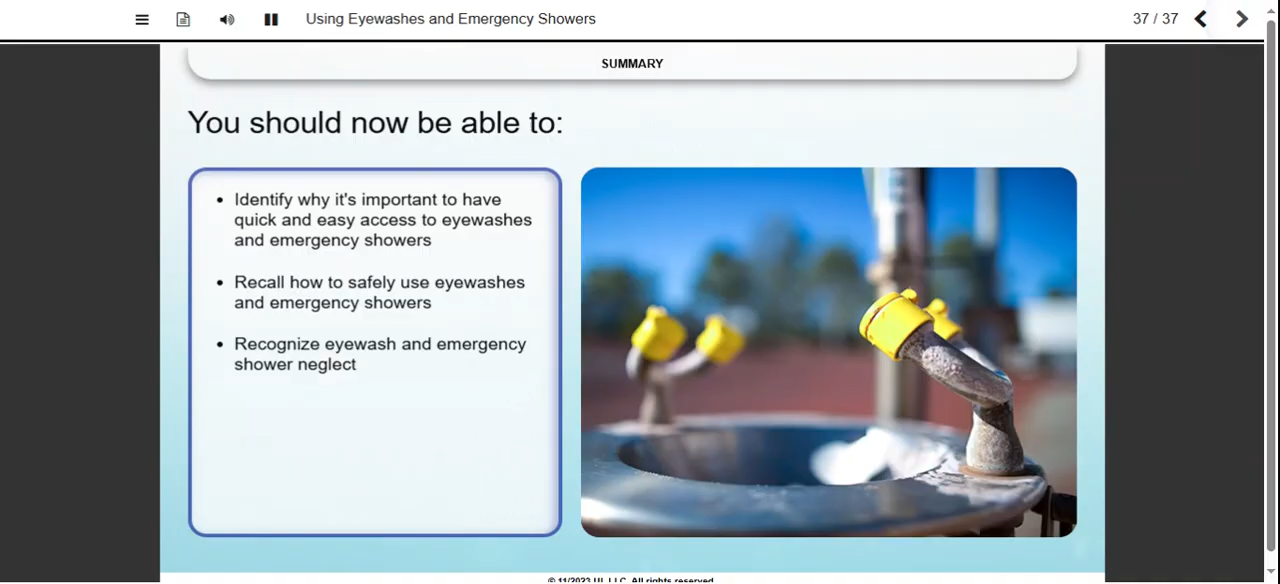 Using Eyewashes and Emergency Showers
37 / 37
SUMMARY
You should now be able to:
• Identify why it's important to have
quick and easy access to eyewashes
and emergency showers
• Recall how to safely use eyewashes
and emergency showers
• Recognize eyewash and emergency
shower neglect
© 11/2023 UL LLC. All rights reserved.